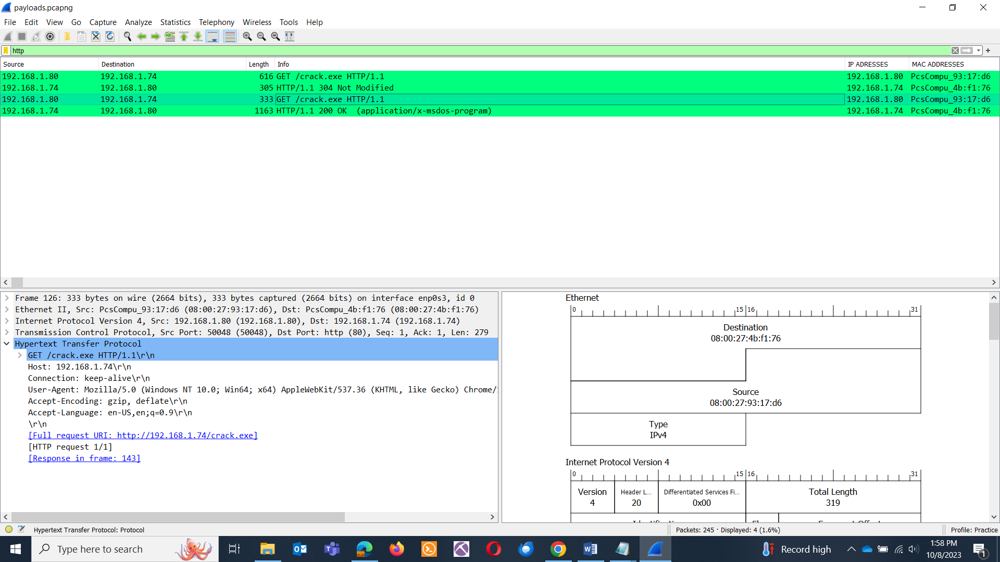 payloads.pcapng
File Edit View Go Capture Analyze Statistics Telephony Wireless Tools Help
http
Source Destination Length Info IP ADRESSES MAC ADDRESSES
192.168.1.80 192.168.1.74 616 GET /crack.exe HTTP/1.1 192.168.1.80 PcsCompu_93:17:d6
192.168.1.74 192.168.1.80 305 HTTP/1.1 304 Not Modified 192.168.1.74 PcsCompu_4b:f1:76
192.168.1.80 192.168.1.74 333 GET /crack.exe HTTP/1.1 192.168.1.80 PcsCompu_93:17:d6
192.168.1.74 192.168.1.80 1163 HTTP/1.1 200 OK (application/x-msdos-program) 192.168.1.74 PcsCompu_4b:f1:76
Frame 126: 333 bytes on wire (2664 bits), 333 bytes captured (2664 bits) on interface enp0s3, id 0
Ethernet II, Src: PcsCompu_93:17:d6 (08:00:27:93:17:d6), Dst: PcsCompu_4b:f1:76 (08:00:27:4b:f1:76)
Internet Protocol Version 4, Src: 192.168.1.80 (192.168.1.80), Dst: 192.168.1.74 (192.168.1.74)
Transmission Control Protocol, Src Port: 50048 (50048), Dst Port: http (80), Seq: 1, Ack: 1, Len: 279
Hypertext Transfer Protocol
GET /crack.exe HTTP/1.1\r\n
Host: 192.168.1.74\r\n
Connection: keep-alive\r\n
User-Agent: Mozilla/5.0 (Windows NT 10.0; Win64; x64) AppleWebKit/537.36 (KHTML, like Gecko) Chrome/
Accept-Encoding: gzip, deflate\r\n
Accept-Language: en-US,en;q=0.9\r\n
\r\n
[Full request URI: http://192.168.1.74/crack.exe]
[HTTP request 1/1]
[Response in frame: 143]
Ethernet
0 15 16 31
Destination
08:00:27:4b:f1:76
Source
08:00:27:93:17:d6
Type
IPv4
Internet Protocol Version 4
0 15 16 31
Version Header L... Differentiated Services Fi... Total Length
4 20 0x00 319
Hypertext Transfer Protocol: Protocol
Packets: 245 · Displayed: 4 (1.6%)
Profile: Practice
Type here to search
Record high
1:58 PM
10/8/2023
1